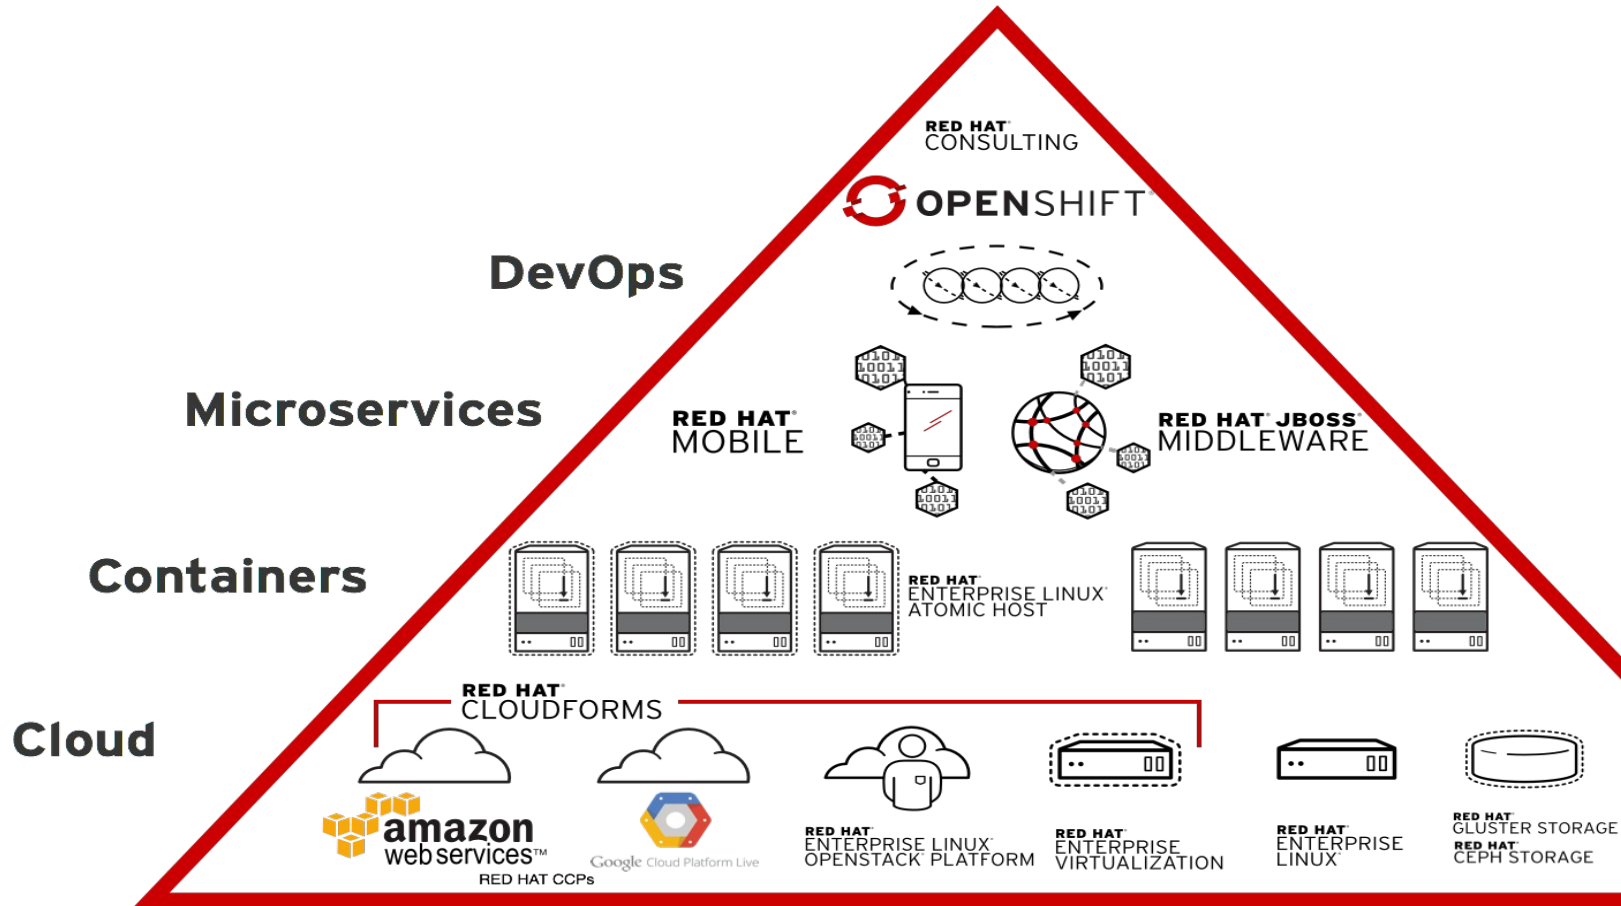 RED HAT®
CONSULTING
OPENSHIFT®
DevOps
Microservices
RED HAT®
MOBILE
RED HAT® JBOSS®
MIDDLEWARE
Containers
RED HAT®
ENTERPRISE LINUX®
ATOMIC HOST
RED HAT®
CLOUDFORMS
Cloud
amazon
webservices™
RED HAT CCPs
Google Cloud Platform Live
RED HAT®
ENTERPRISE LINUX®
OPENSTACK® PLATFORM
RED HAT®
ENTERPRISE
VIRTUALIZATION
RED HAT®
ENTERPRISE
LINUX®
RED HAT®
GLUSTER STORAGE
RED HAT®
CEPH STORAGE